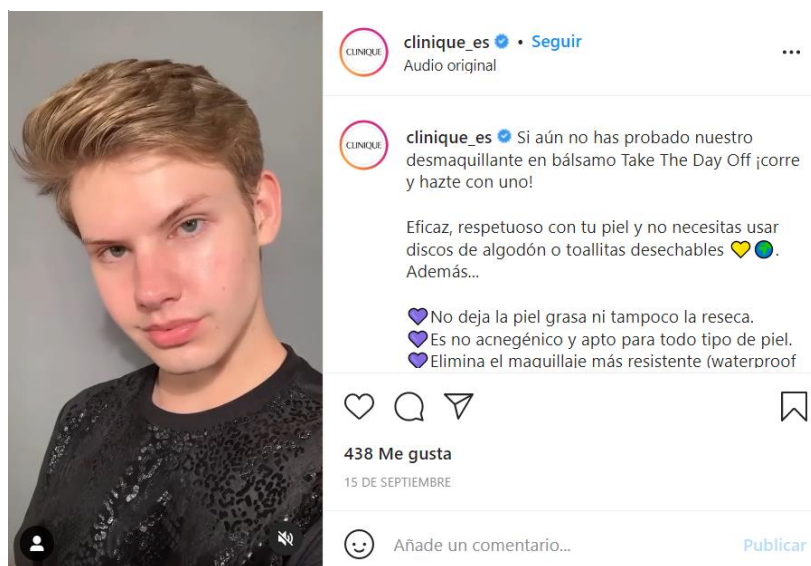 CLINIQUE
clinique_es • Seguir
Audio original
CLINIQUE
clinique_es Si aún no has probado nuestro
desmaquillante en bálsamo Take The Day Off ¡corre
y hazte con uno!
Eficaz, respetuoso con tu piel y no necesitas usar
discos de algodón o toallitas desechables 💛🌍.
Además...
💜No deja la piel grasa ni tampoco la reseca.
💜Es no acnegénico y apto para todo tipo de piel.
💜Elimina el maquillaje más resistente (waterproof
438 Me gusta
15 DE SEPTIEMBRE
Añade un comentario...
Publicar